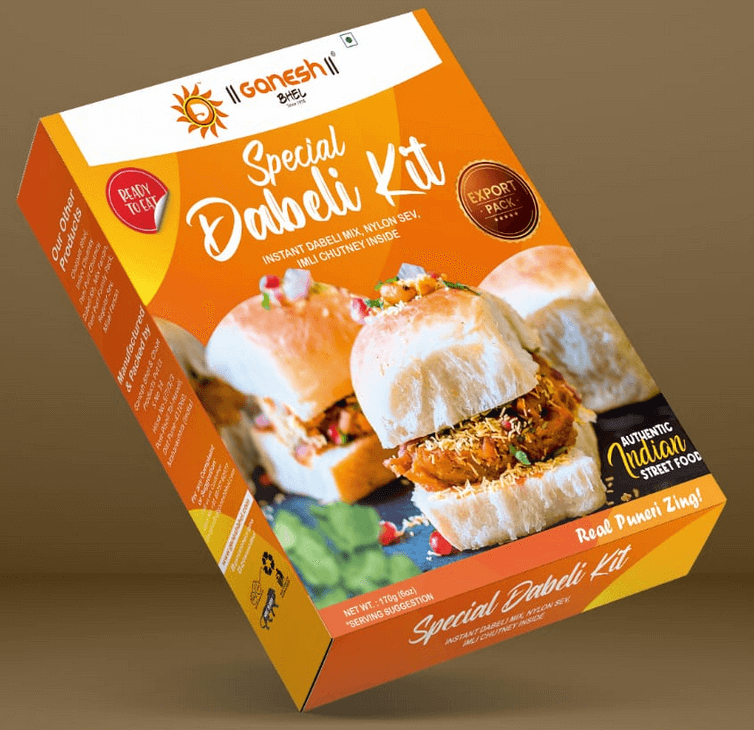 || GANESH || ®
BHEL
Since 1978
READY
TO EAT
Special
Dabeli Kit
INSTANT DABELI MIX, NYLON SEV,
IMLI CHUTNEY INSIDE
EXPORT
PACK
AUTHENTIC
Indian
STREET FOOD
Real Puneri Zing!
NET WT. : 170g (6oz)
*SERVING SUGGESTION
Special Dabeli Kit
INSTANT DABELI MIX, NYLON SEV,
IMLI CHUTNEY INSIDE
Our Other
Products
Manufactured
& Packed by